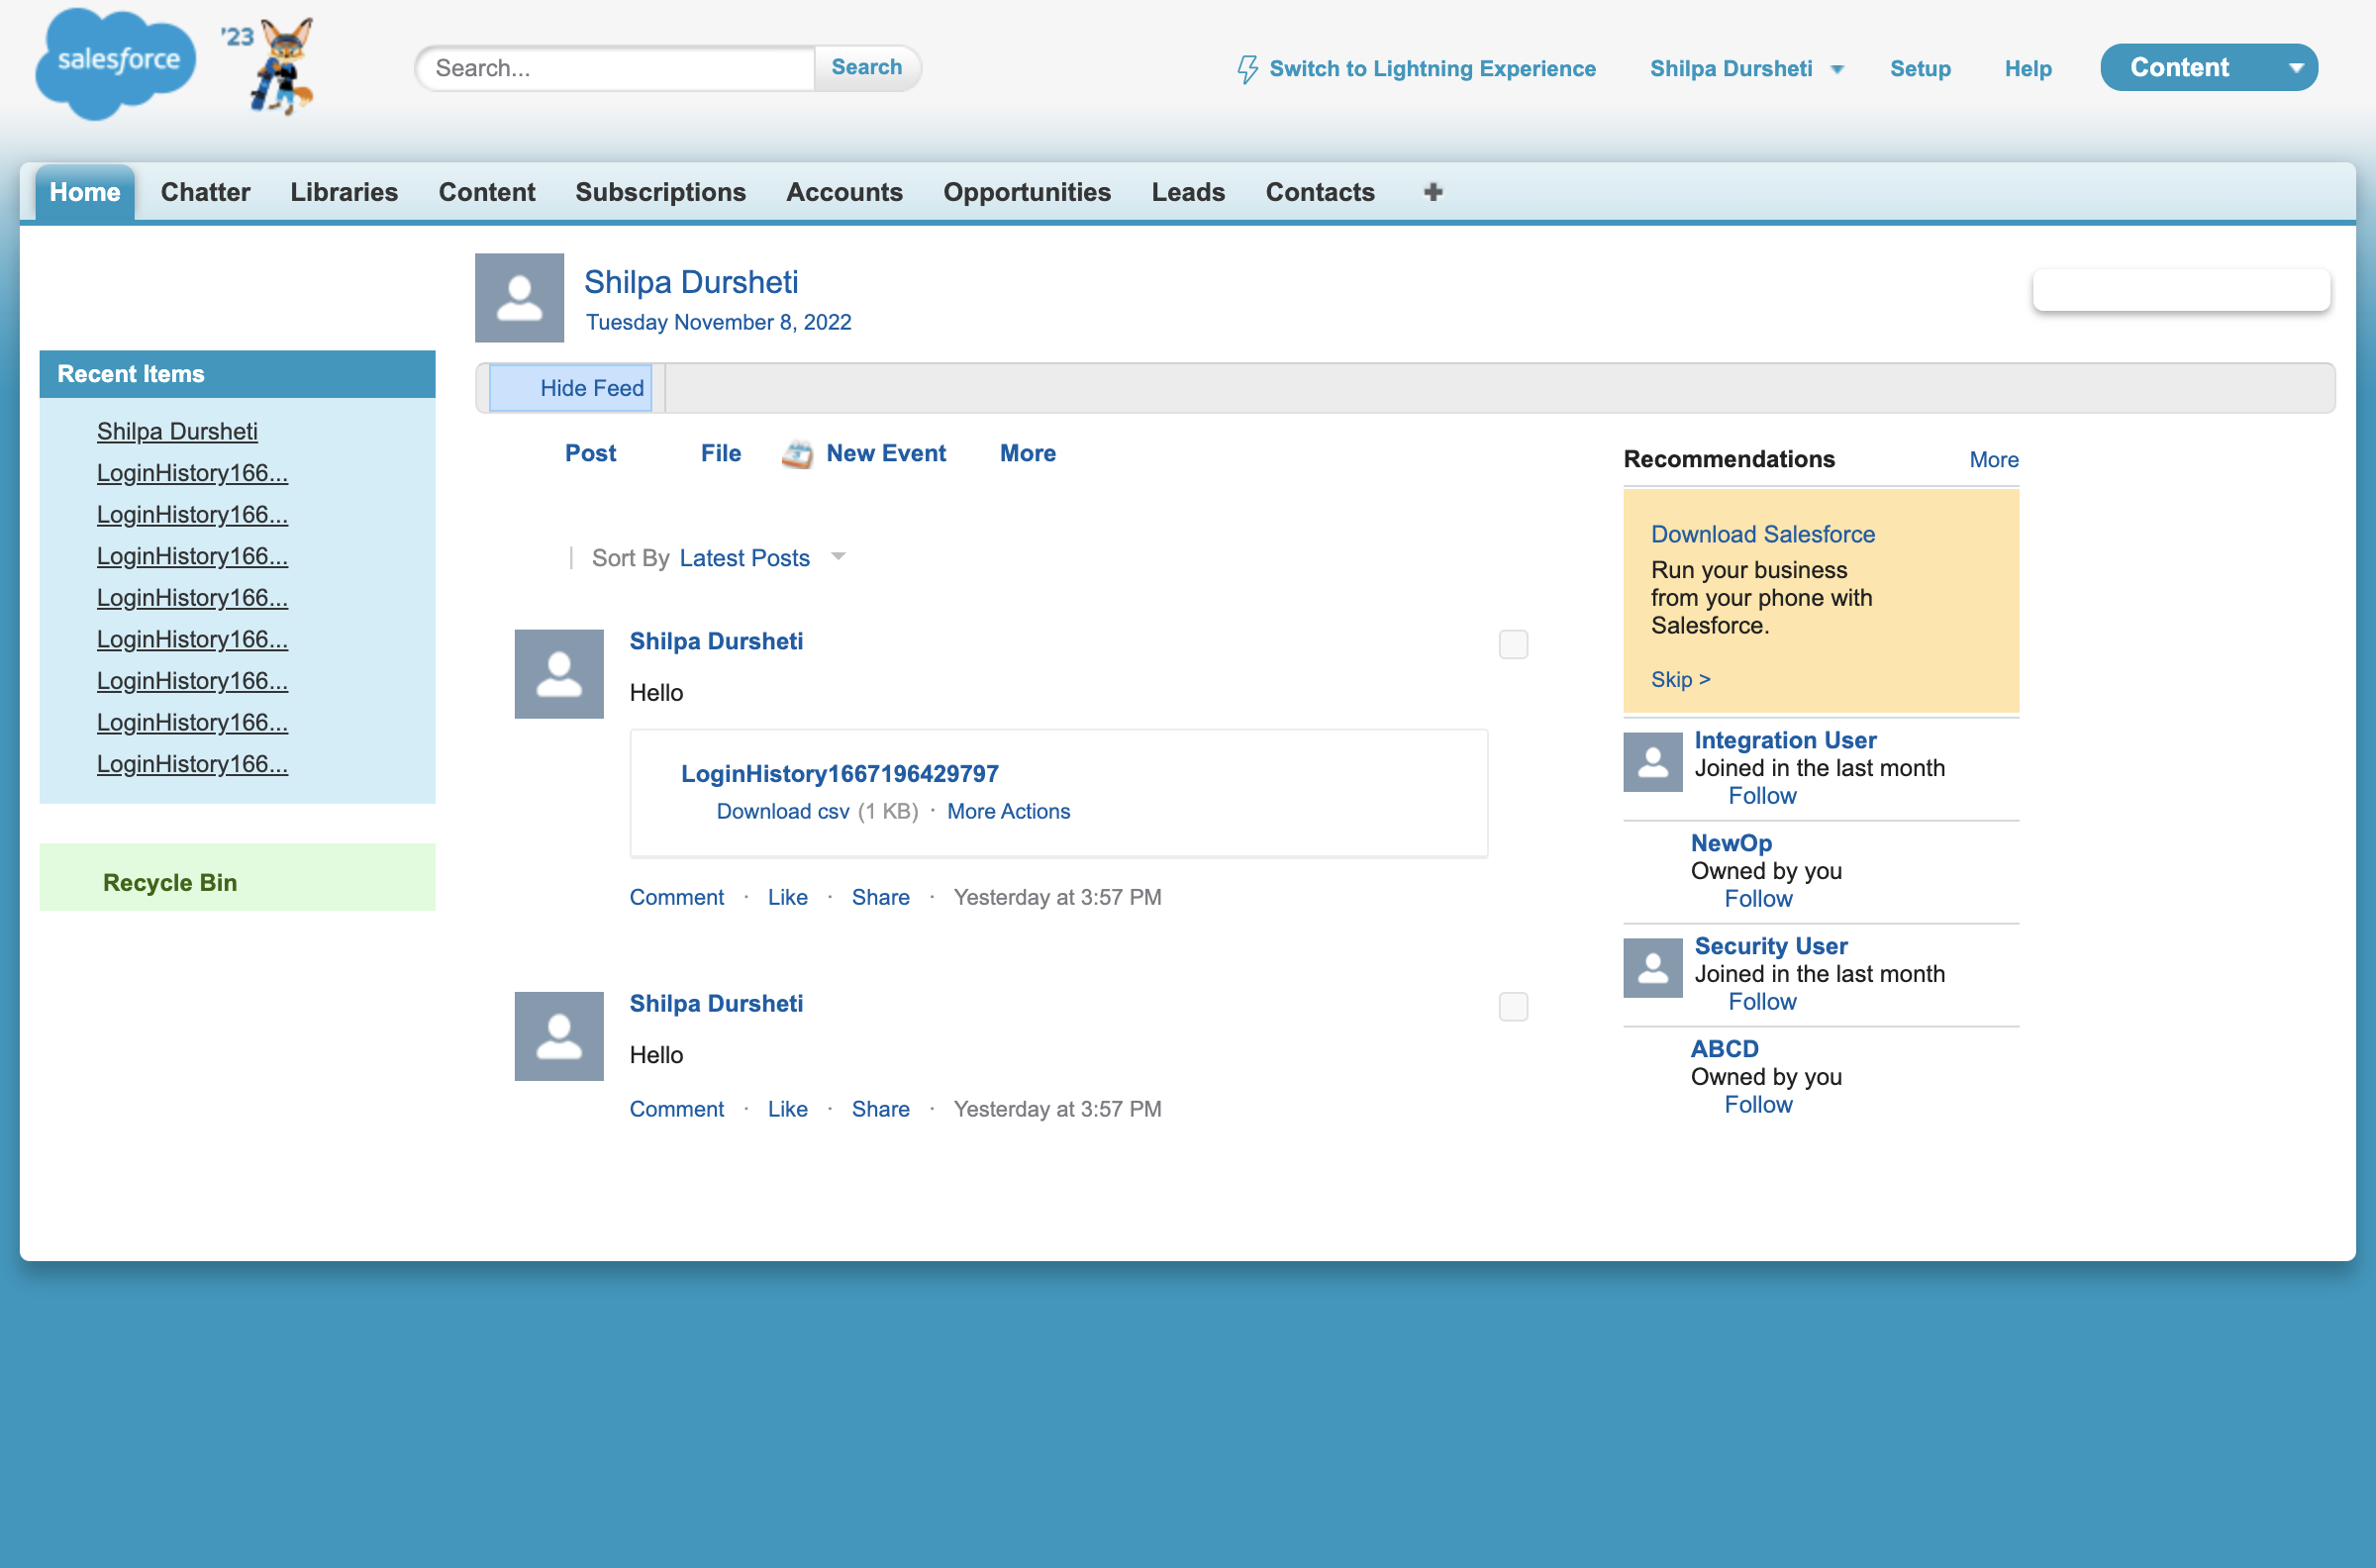 salesforce
'23
Search...
Search
Switch to Lightning Experience
Shilpa Dursheti
Setup
Help
Content
Home
Chatter
Libraries
Content
Subscriptions
Accounts
Opportunities
Leads
Contacts
Shilpa Dursheti
Tuesday November 8, 2022
Recent Items
Shilpa Dursheti
LoginHistory166...
LoginHistory166...
LoginHistory166...
LoginHistory166...
LoginHistory166...
LoginHistory166...
LoginHistory166...
LoginHistory166...
Recycle Bin
Hide Feed
Post
File
New Event
More
Sort By Latest Posts
Shilpa Dursheti
Hello
LoginHistory1667196429797
Download csv (1 KB) · More Actions
Comment · Like · Share · Yesterday at 3:57 PM
Shilpa Dursheti
Hello
Comment · Like · Share · Yesterday at 3:57 PM
Recommendations
More
Download Salesforce
Run your business
from your phone with
Salesforce.
Skip >
Integration User
Joined in the last month
Follow
NewOp
Owned by you
Follow
Security User
Joined in the last month
Follow
ABCD
Owned by you
Follow